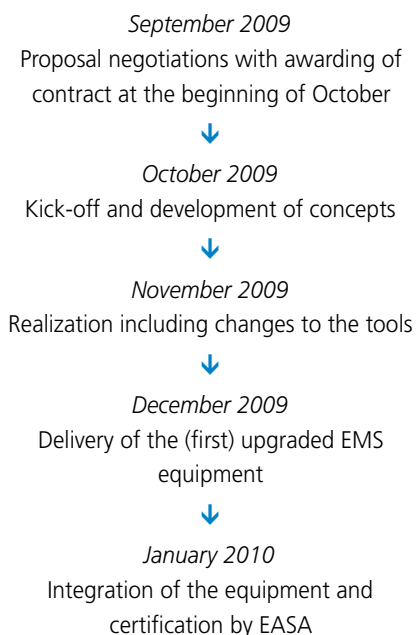 September 2009
Proposal negotiations with awarding of
contract at the beginning of October
October 2009
Kick-off and development of concepts
November 2009
Realization including changes to the tools
December 2009
Delivery of the (first) upgraded EMS
equipment
January 2010
Integration of the equipment and
certification by EASA